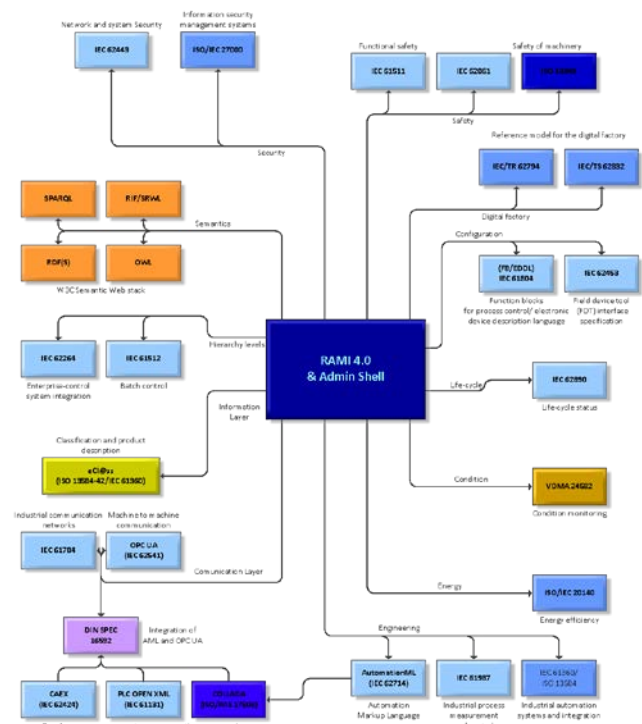 Network and system Security
Information security
management systems
IEC 62443
ISO/IEC 27000
Security
Functional safety
Safety of machinery
IEC 61511
IEC 62061
Safety
Reference model for the digital factory
IEC/TR 62794
IEC/TS 62832
Digital factory
SPARQL
RIF/SRWL
Semantics
RDF(S)
OWL
W3C Semantic Web stack
Configuration
(FB/EDDL)
IEC 61804
IEC 62453
Function blocks
for process control/ electronic
device description language
Field device tool
(FDT) interface
specification
RAMI 4.0
& Admin Shell
Hierarchy levels
IEC 62264
IEC 61512
Enterprise-control
system integration
Batch control
Life-cycle
IEC 62890
Life-cycle status
Information
Layer
Classification and product
description
eCl@ss
(ISO 13584-42/IEC 61360)
Condition
VDMA 24582
Condition monitoring
Industrial communication
networks
Machine to machine
communication
IEC 61784
OPC UA
(IEC 62541)
Comunication Layer
Energy
ISO/IEC 20140
Energy efficiency
DIN SPEC
16592
Integration of
AML and OPC UA
Engineering
CAEX
(IEC 62424)
PLC OPEN XML
(IEC 61131)
COLLADA
AutomationML
(IEC 62714)
IEC 61987
IEC 61360/
ISO 13584
Automation
Markup Language
Industrial process
measurement
Industrial automation
systems and integration